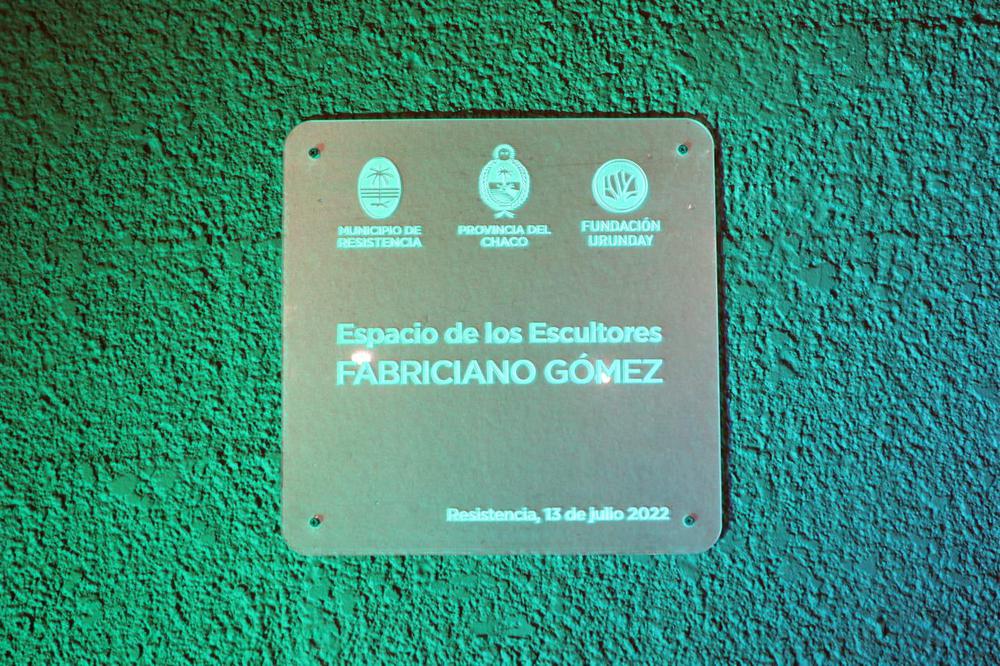 MUNICIPIO DE
RESISTENCIA
PROVINCIA DEL
CHACO
FUNDACIÓN
URUNDAY
Espacio de los Escultores
FABRICIANO GÓMEZ
Resistencia, 13 de julio 2022